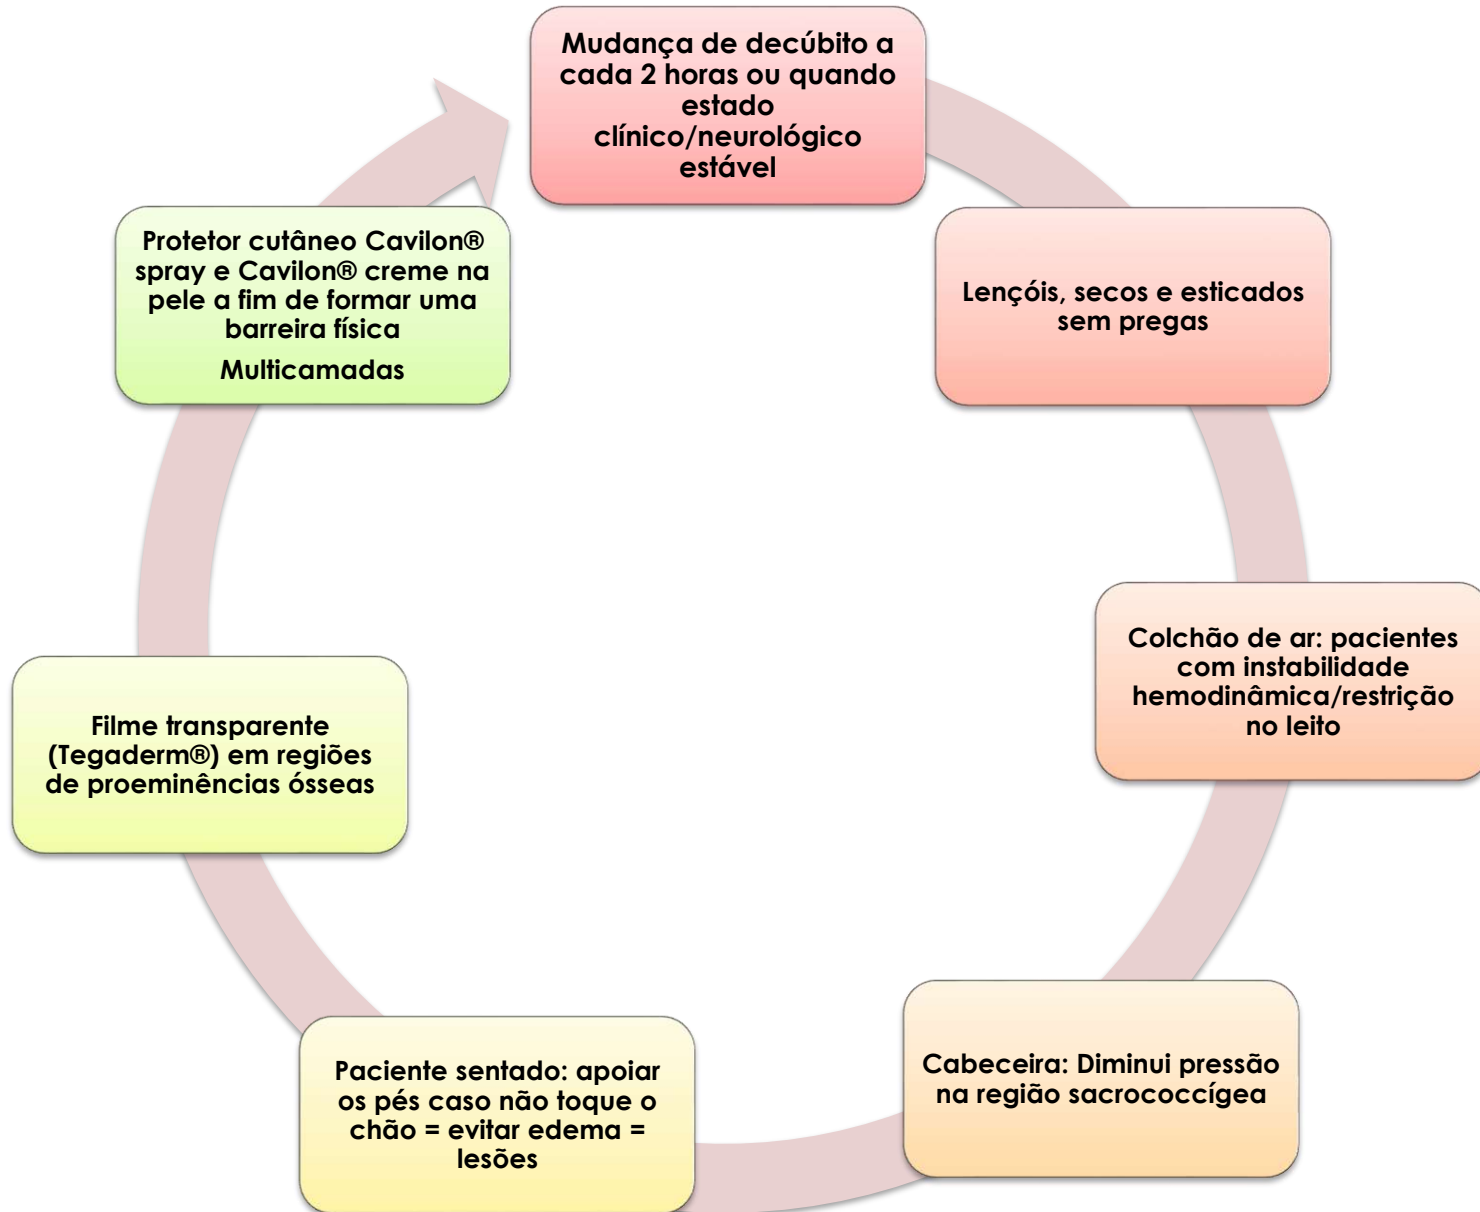 Mudança de decúbito a
cada 2 horas ou quando
estado
clínico/neurológico
estável
Lençóis, secos e esticados
sem pregas
Colchão de ar: pacientes
com instabilidade
hemodinâmica/restrição
no leito
Cabeceira: Diminui pressão
na região sacrococcígea
Paciente sentado: apoiar
os pés caso não toque o
chão = evitar edema =
lesões
Filme transparente
(Tegaderm®) em regiões
de proeminências ósseas
Protetor cutâneo Cavilon®
spray e Cavilon® creme na
pele a fim de formar uma
barreira física
Multicamadas